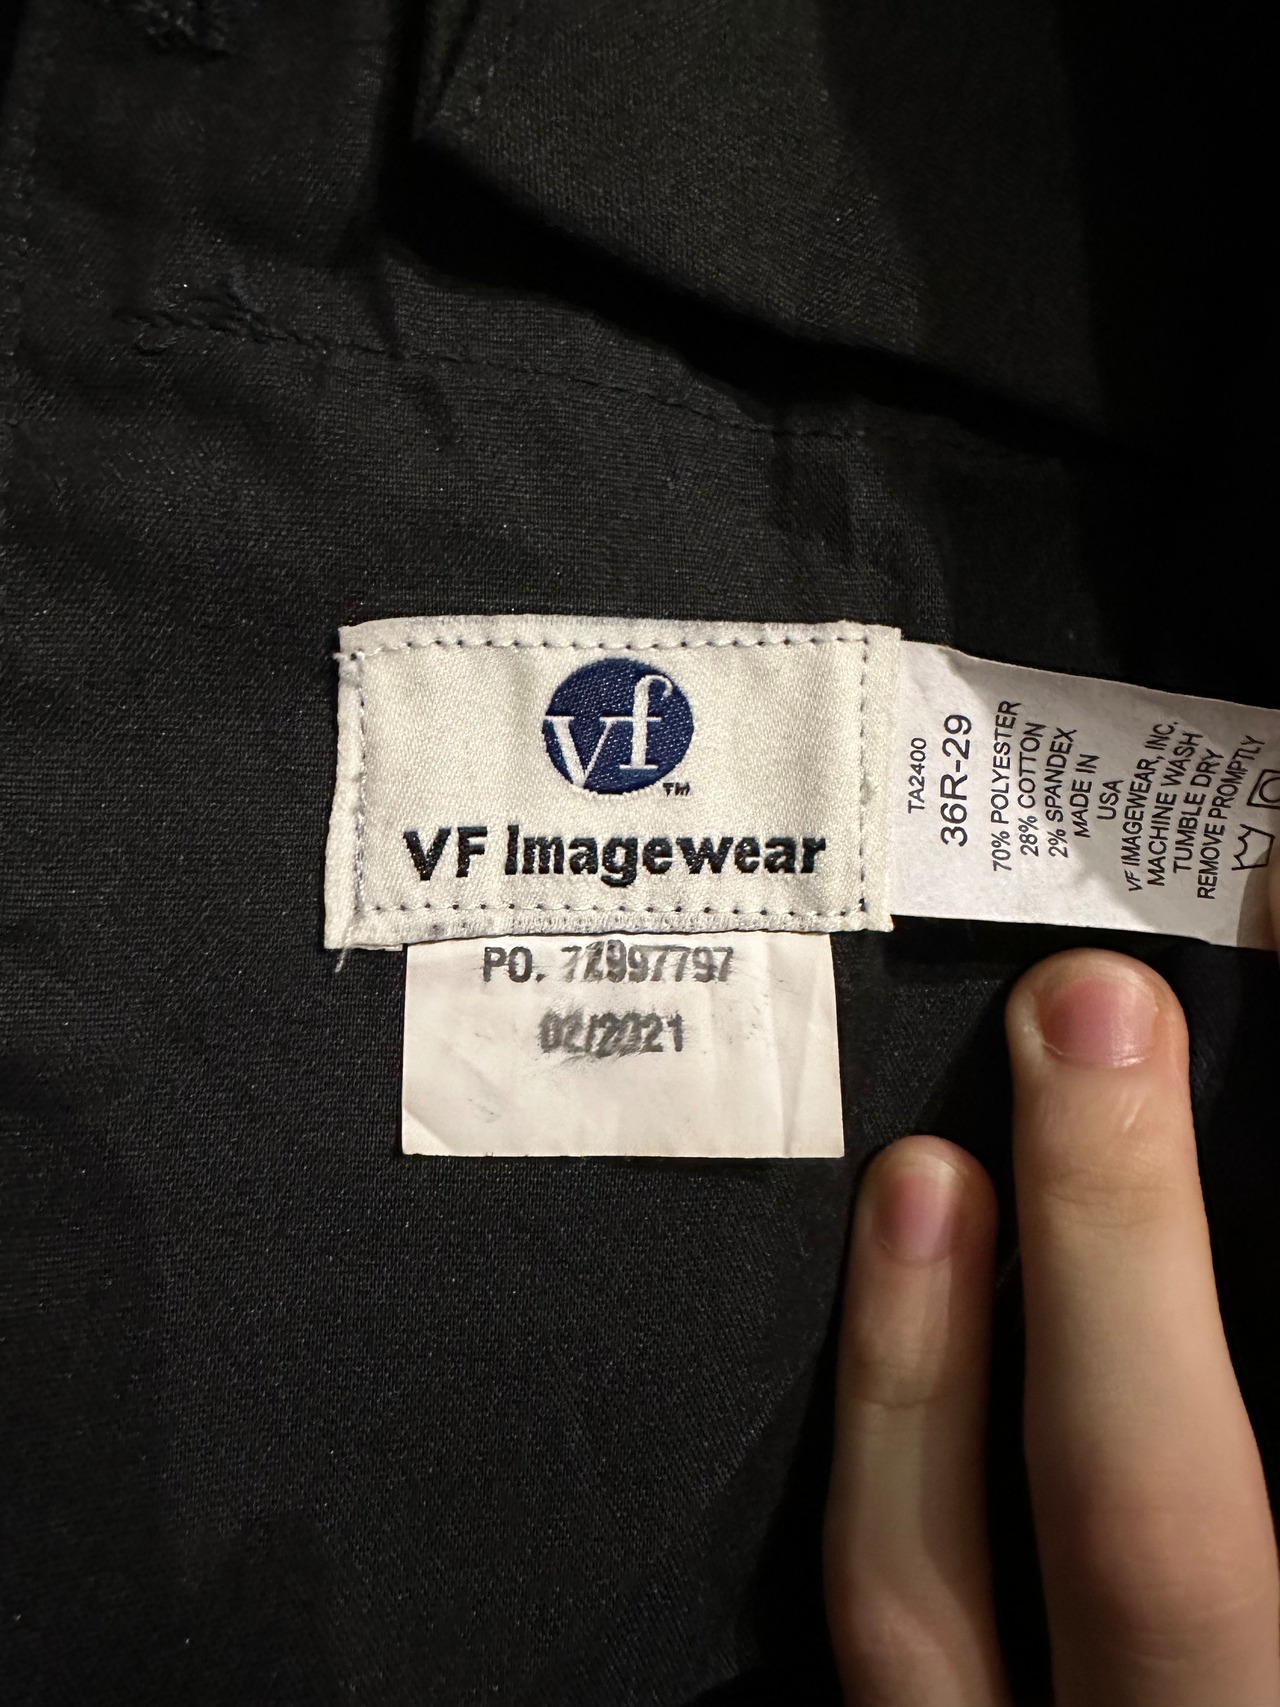 vf
TM
VF Imagewear
PO. 72997797
02/2021
TA2400
36R-29
70% POLYESTER
28% COTTON
2% SPANDEX
MADE IN
USA
VF IMAGEWEAR, INC.
MACHINE WASH
TUMBLE DRY
REMOVE PROMPTLY